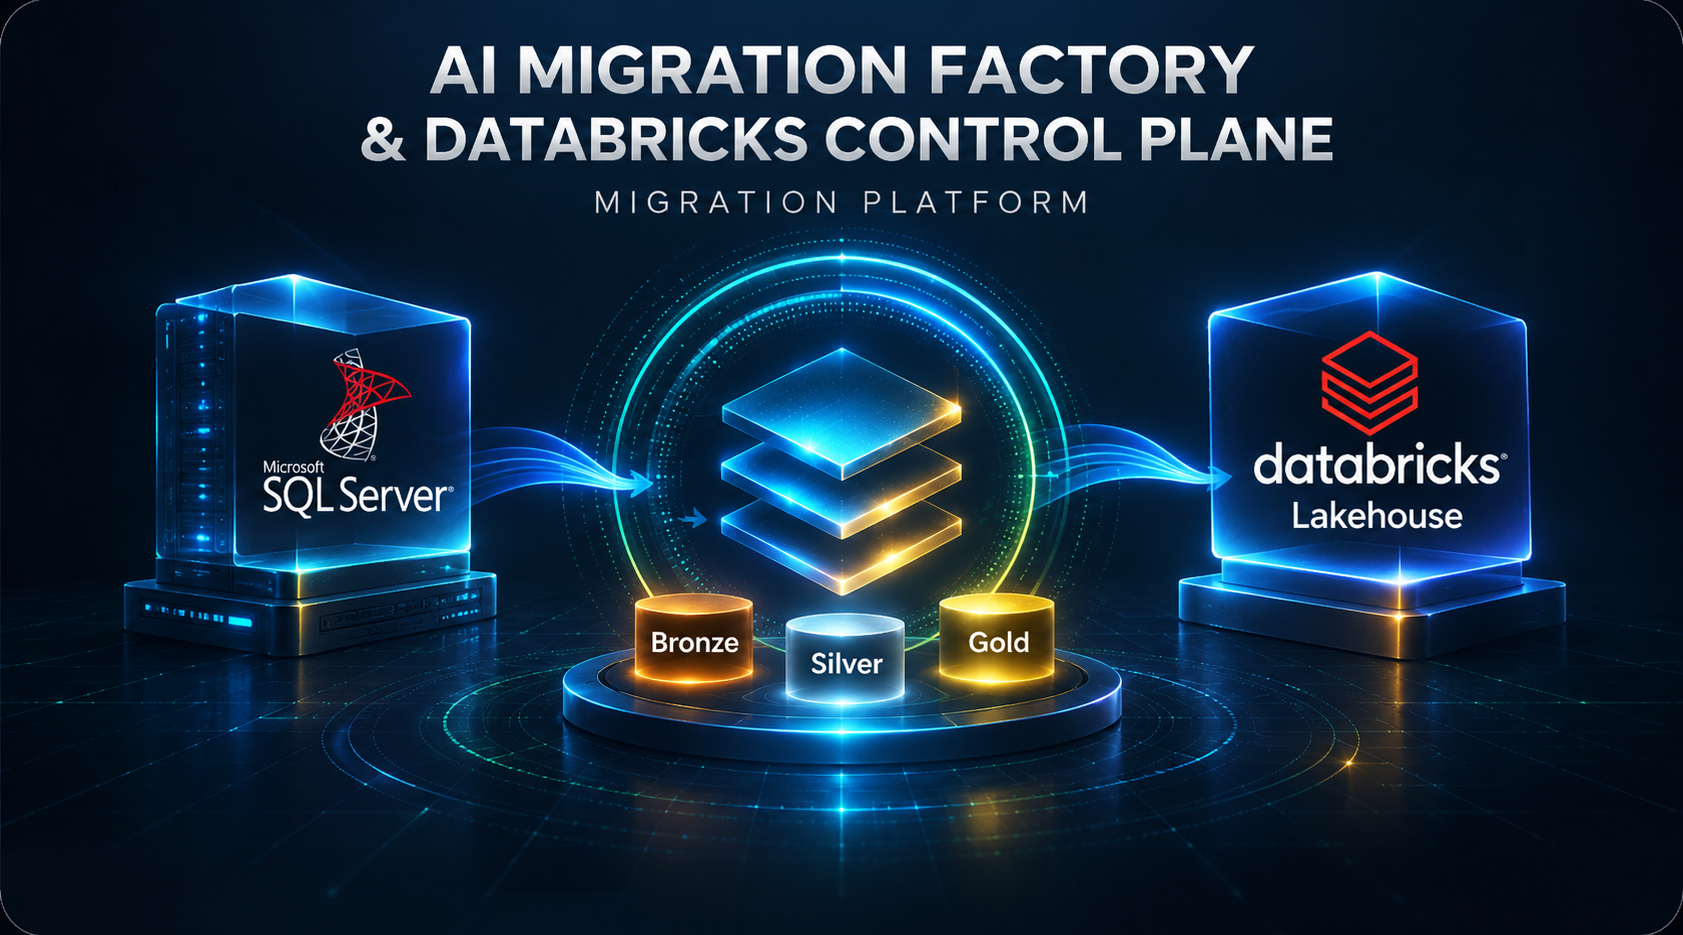 AI MIGRATION FACTORY
& DATABRICKS CONTROL PLANE
MIGRATION PLATFORM
Microsoft
SQL Server®
databricks®
Lakehouse
Bronze
Silver
Gold